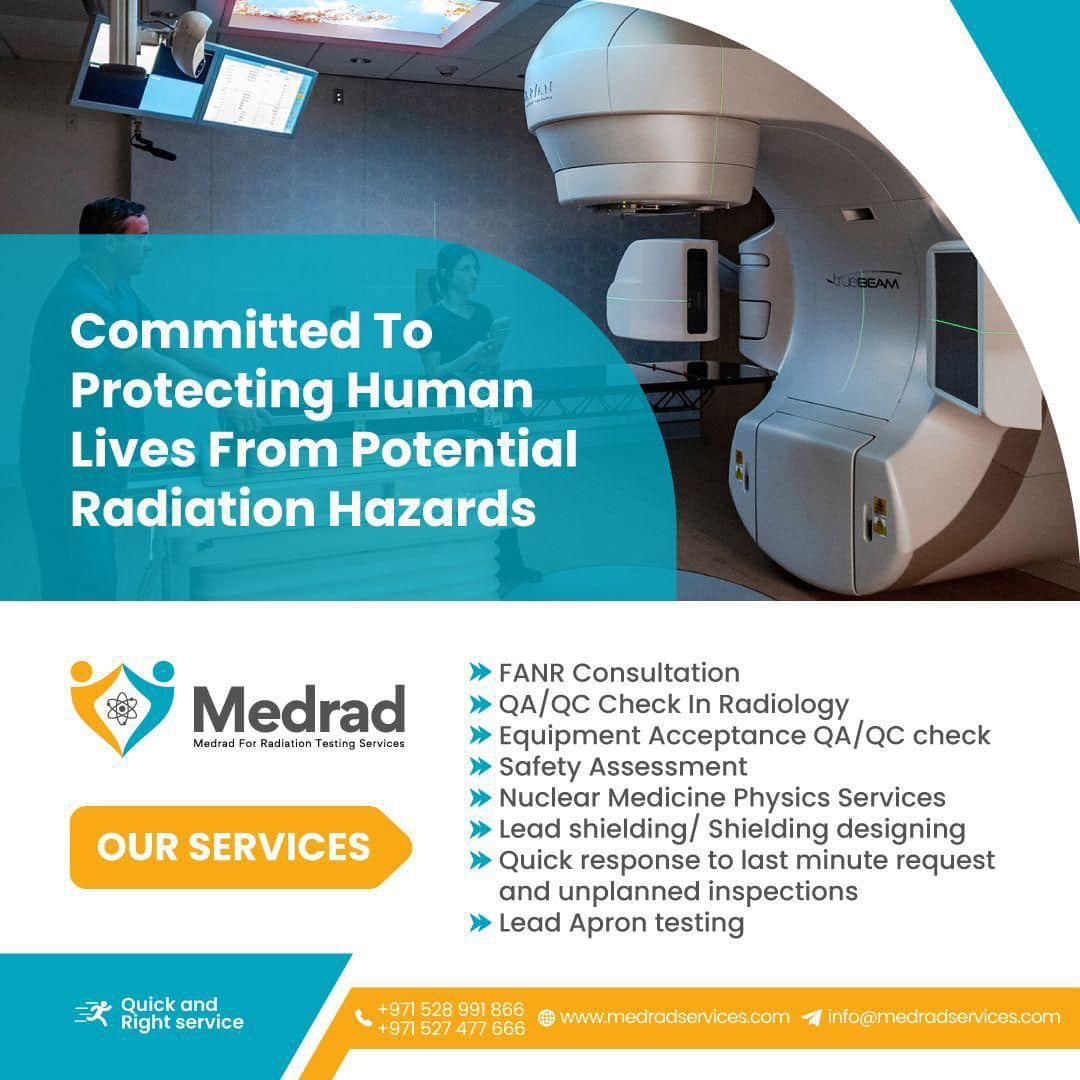 trueBEAM
Committed To
Protecting Human
Lives From Potential
Radiation Hazards
Medrad
Medrad For Radiation Testing Services
OUR SERVICES
FANR Consultation
QA/QC Check In Radiology
Equipment Acceptance QA/QC check
Safety Assessment
Nuclear Medicine Physics Services
Lead shielding/ Shielding designing
Quick response to last minute request
and unplanned inspections
Lead Apron testing
Quick and
Right service
+971 528 991 866
+971 527 477 666
www.medradservices.com
info@medradservices.com